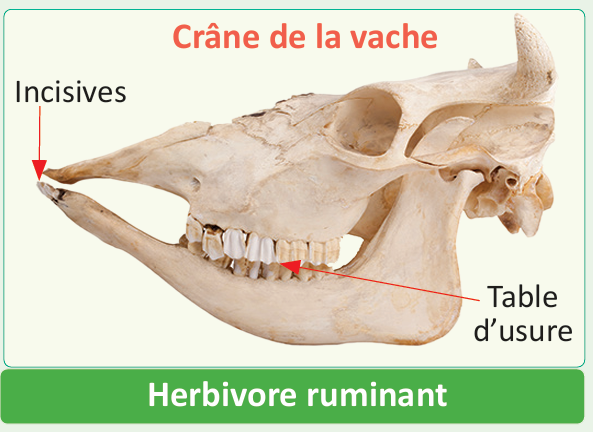 Crâne de la vache
Incisives
Table
d’usure
Herbivore ruminant